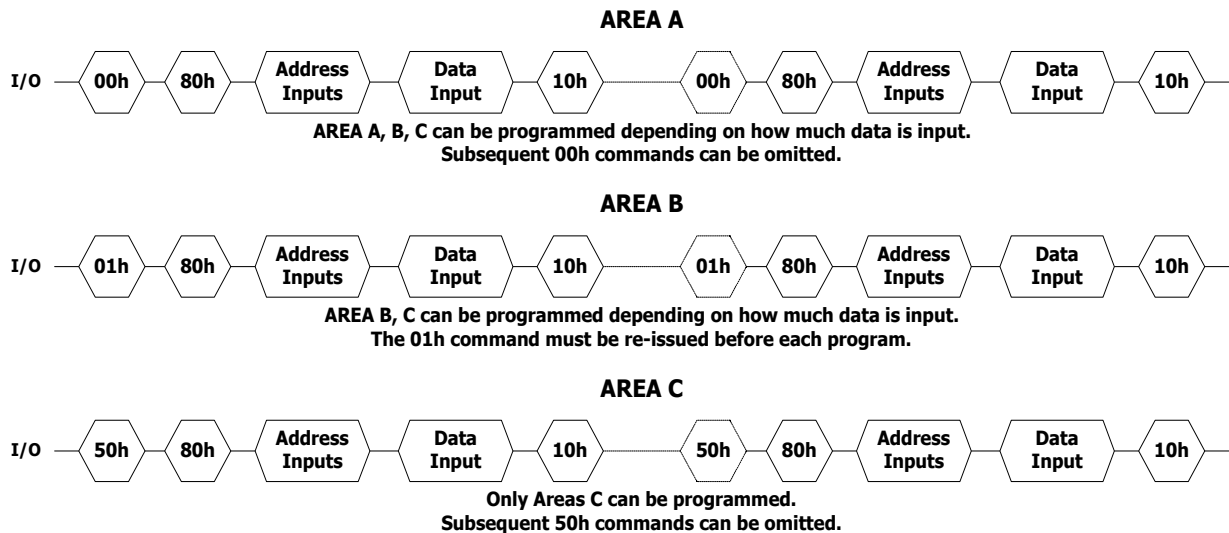 AREA A
I/O 00h 80h Address Inputs Data Input 10h 00h 80h Address Inputs Data Input 10h
AREA A, B, C can be programmed depending on how much data is input.
Subsequent 00h commands can be omitted.
AREA B
I/O 01h 80h Address Inputs Data Input 10h 01h 80h Address Inputs Data Input 10h
AREA B, C can be programmed depending on how much data is input.
The 01h command must be re-issued before each program.
AREA C
I/O 50h 80h Address Inputs Data Input 10h 50h 80h Address Inputs Data Input 10h
Only Areas C can be programmed.
Subsequent 50h commands can be omitted.